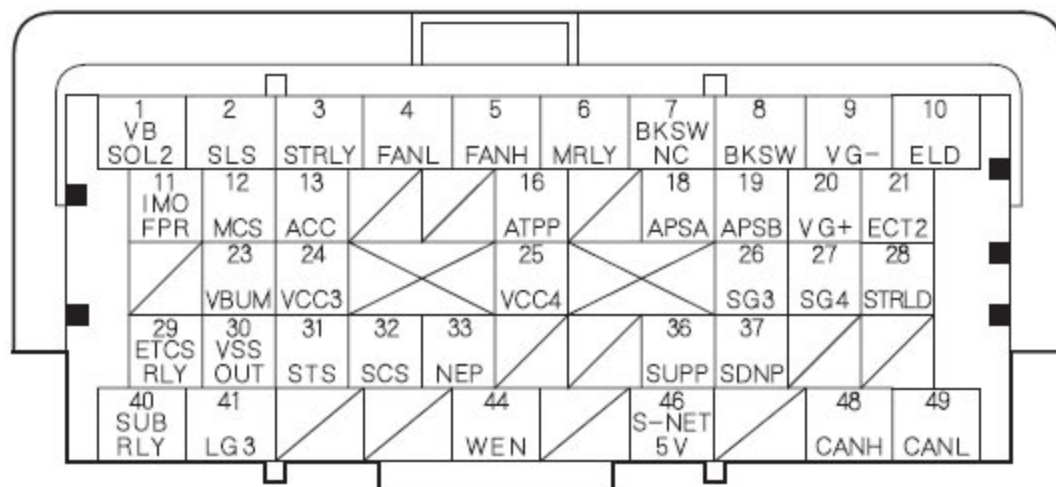 1 2 3 4 5 6 7 8 9 10
VB BKSW
SOL2 SLS STRLY FANL FANH MRLY NC BKSW VG- ELD
11 12 13 16 18 19 20 21
IMO
FPR MCS ACC ATPP APSA APSB VG+ ECT2
23 24 25 26 27 28
VBUM VCC3 VCC4 SG3 SG4 STRLD
29 30 31 32 33 36 37
ETCS VSS
RLY OUT STS SCS NEP SUPP SDNP
40 41 44 46 48 49
SUB S-NET
RLY LG3 WEN 5V CANH CANL